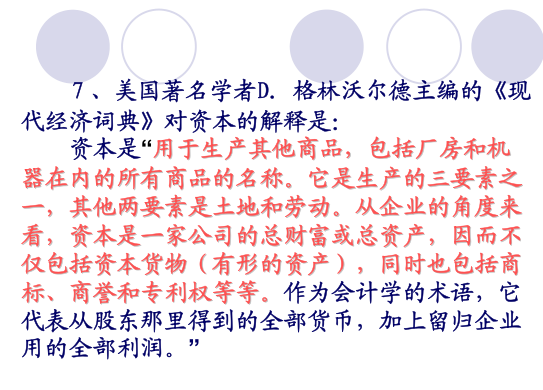 7、美国著名学者D．格林沃尔德主编的《现
代经济词典》对资本的解释是：
资本是“用于生产其他商品，包括厂房和机
器在内的所有商品的名称。它是生产的三要素之
一，其他两要素是土地和劳动。从企业的角度来
看，资本是一家公司的总财富或总资产，因而不
仅包括资本货物（有形的资产），同时也包括商
标、商誉和专利权等等。作为会计学的术语，它
代表从股东那里得到的全部货币，加上留归企业
用的全部利润。”